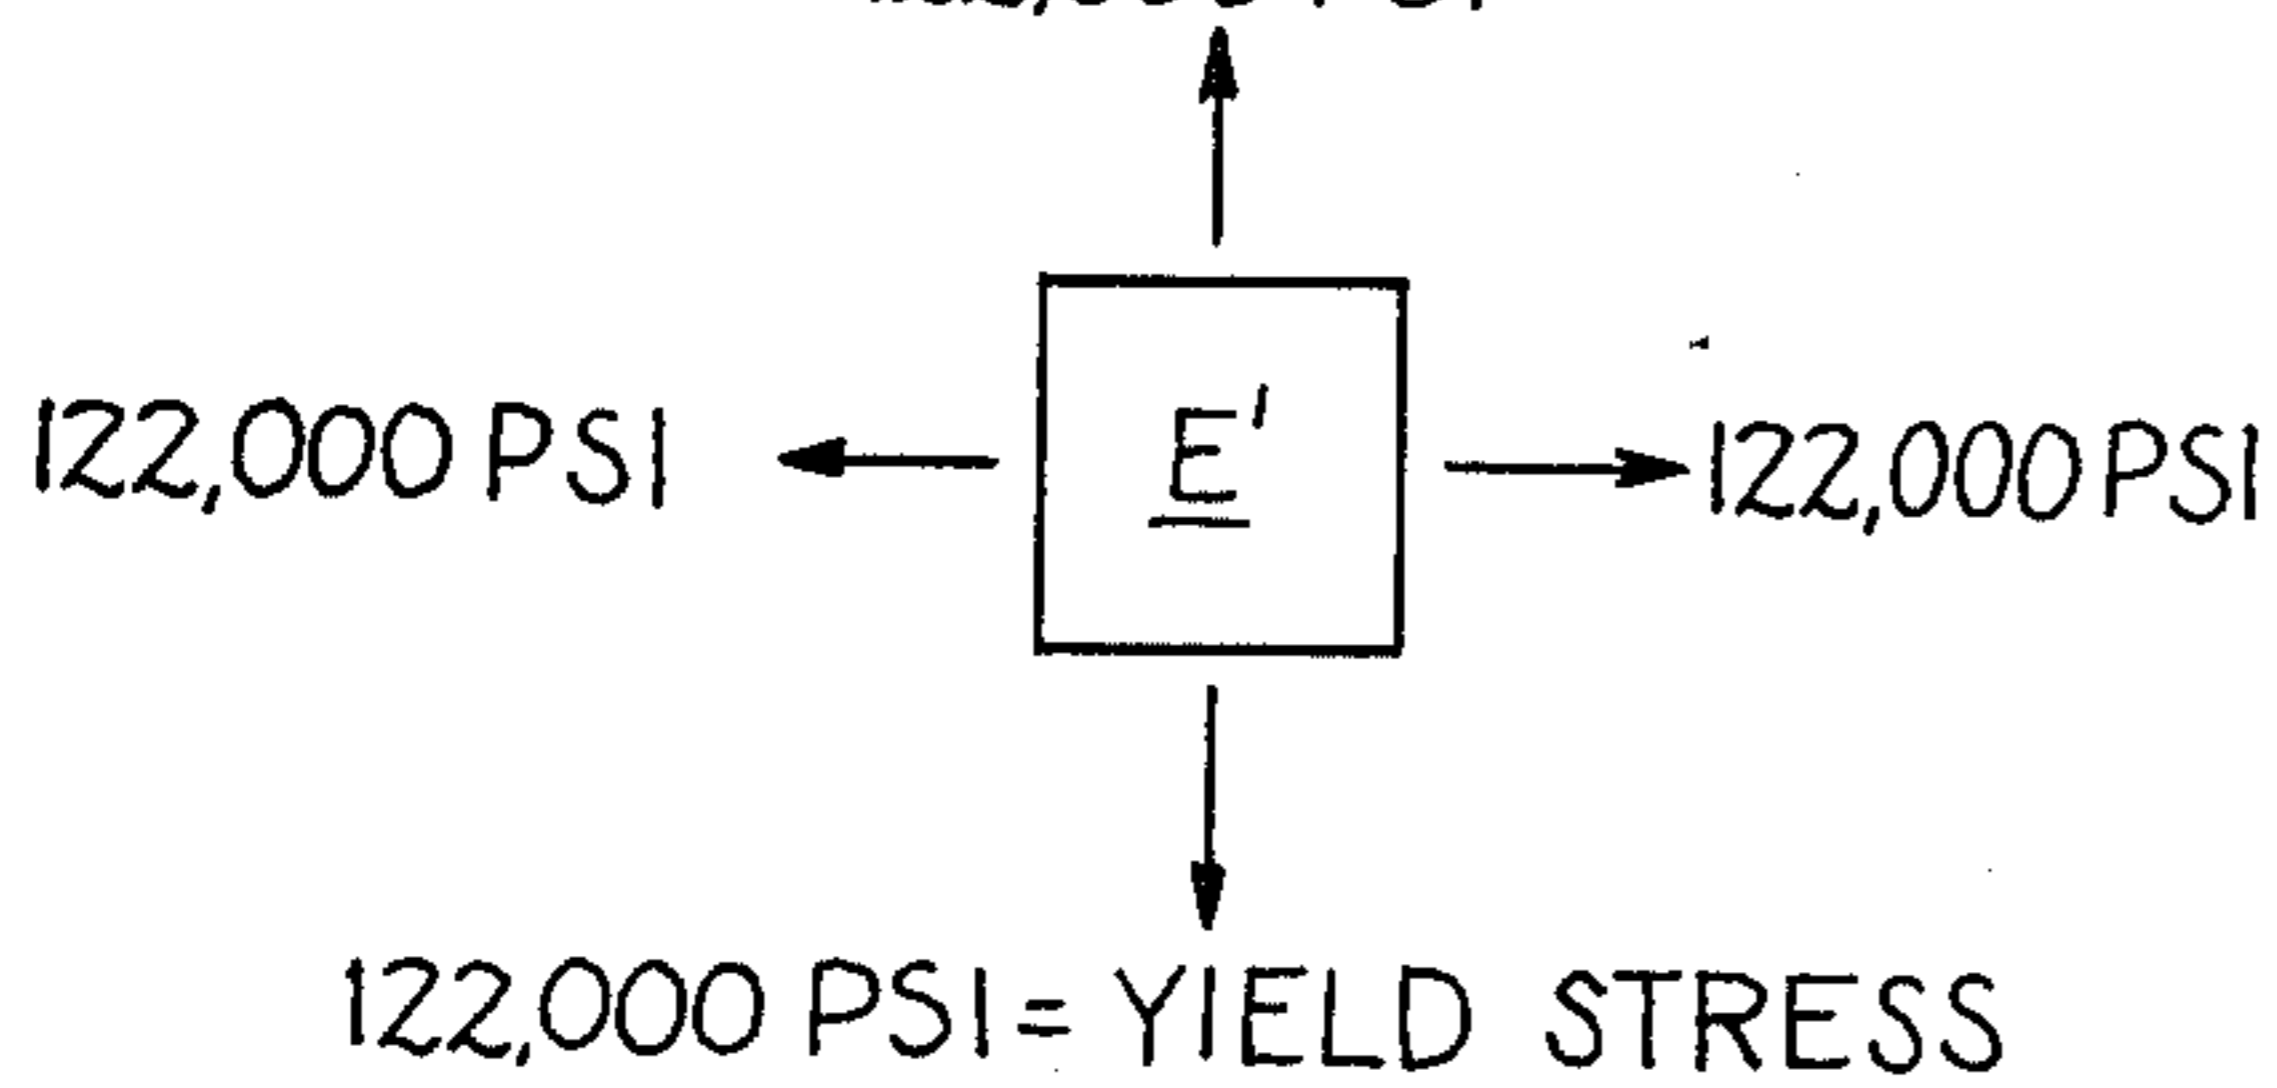 122,000 PSI
E'
122,000 PSI
122,000 PSI = YIELD STRESS